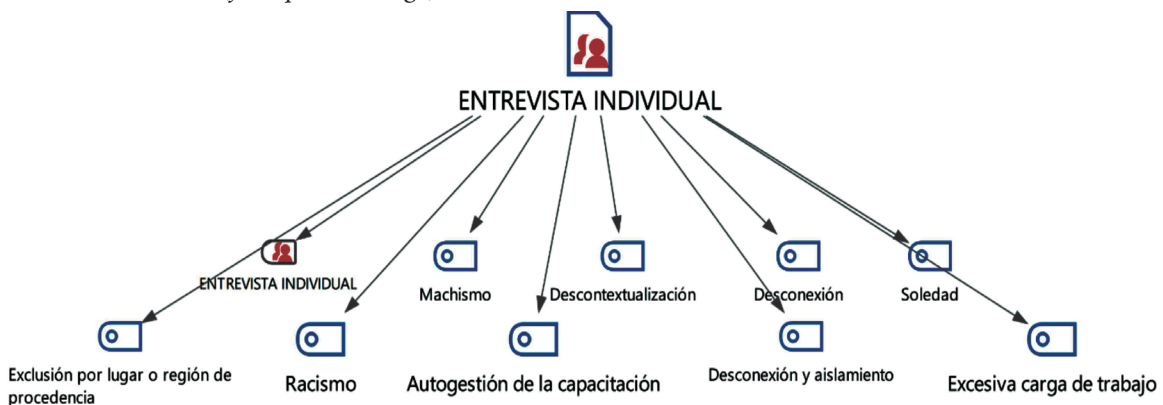 ENTREVISTA INDIVIDUAL
ENTREVISTA INDIVIDUAL
Machismo
Descontextualización
Desconexión
Soledad
Exclusión por lugar o región de
procedencia
Racismo
Autogestión de la capacitación
Desconexión y aislamiento
Excesiva carga de trabajo